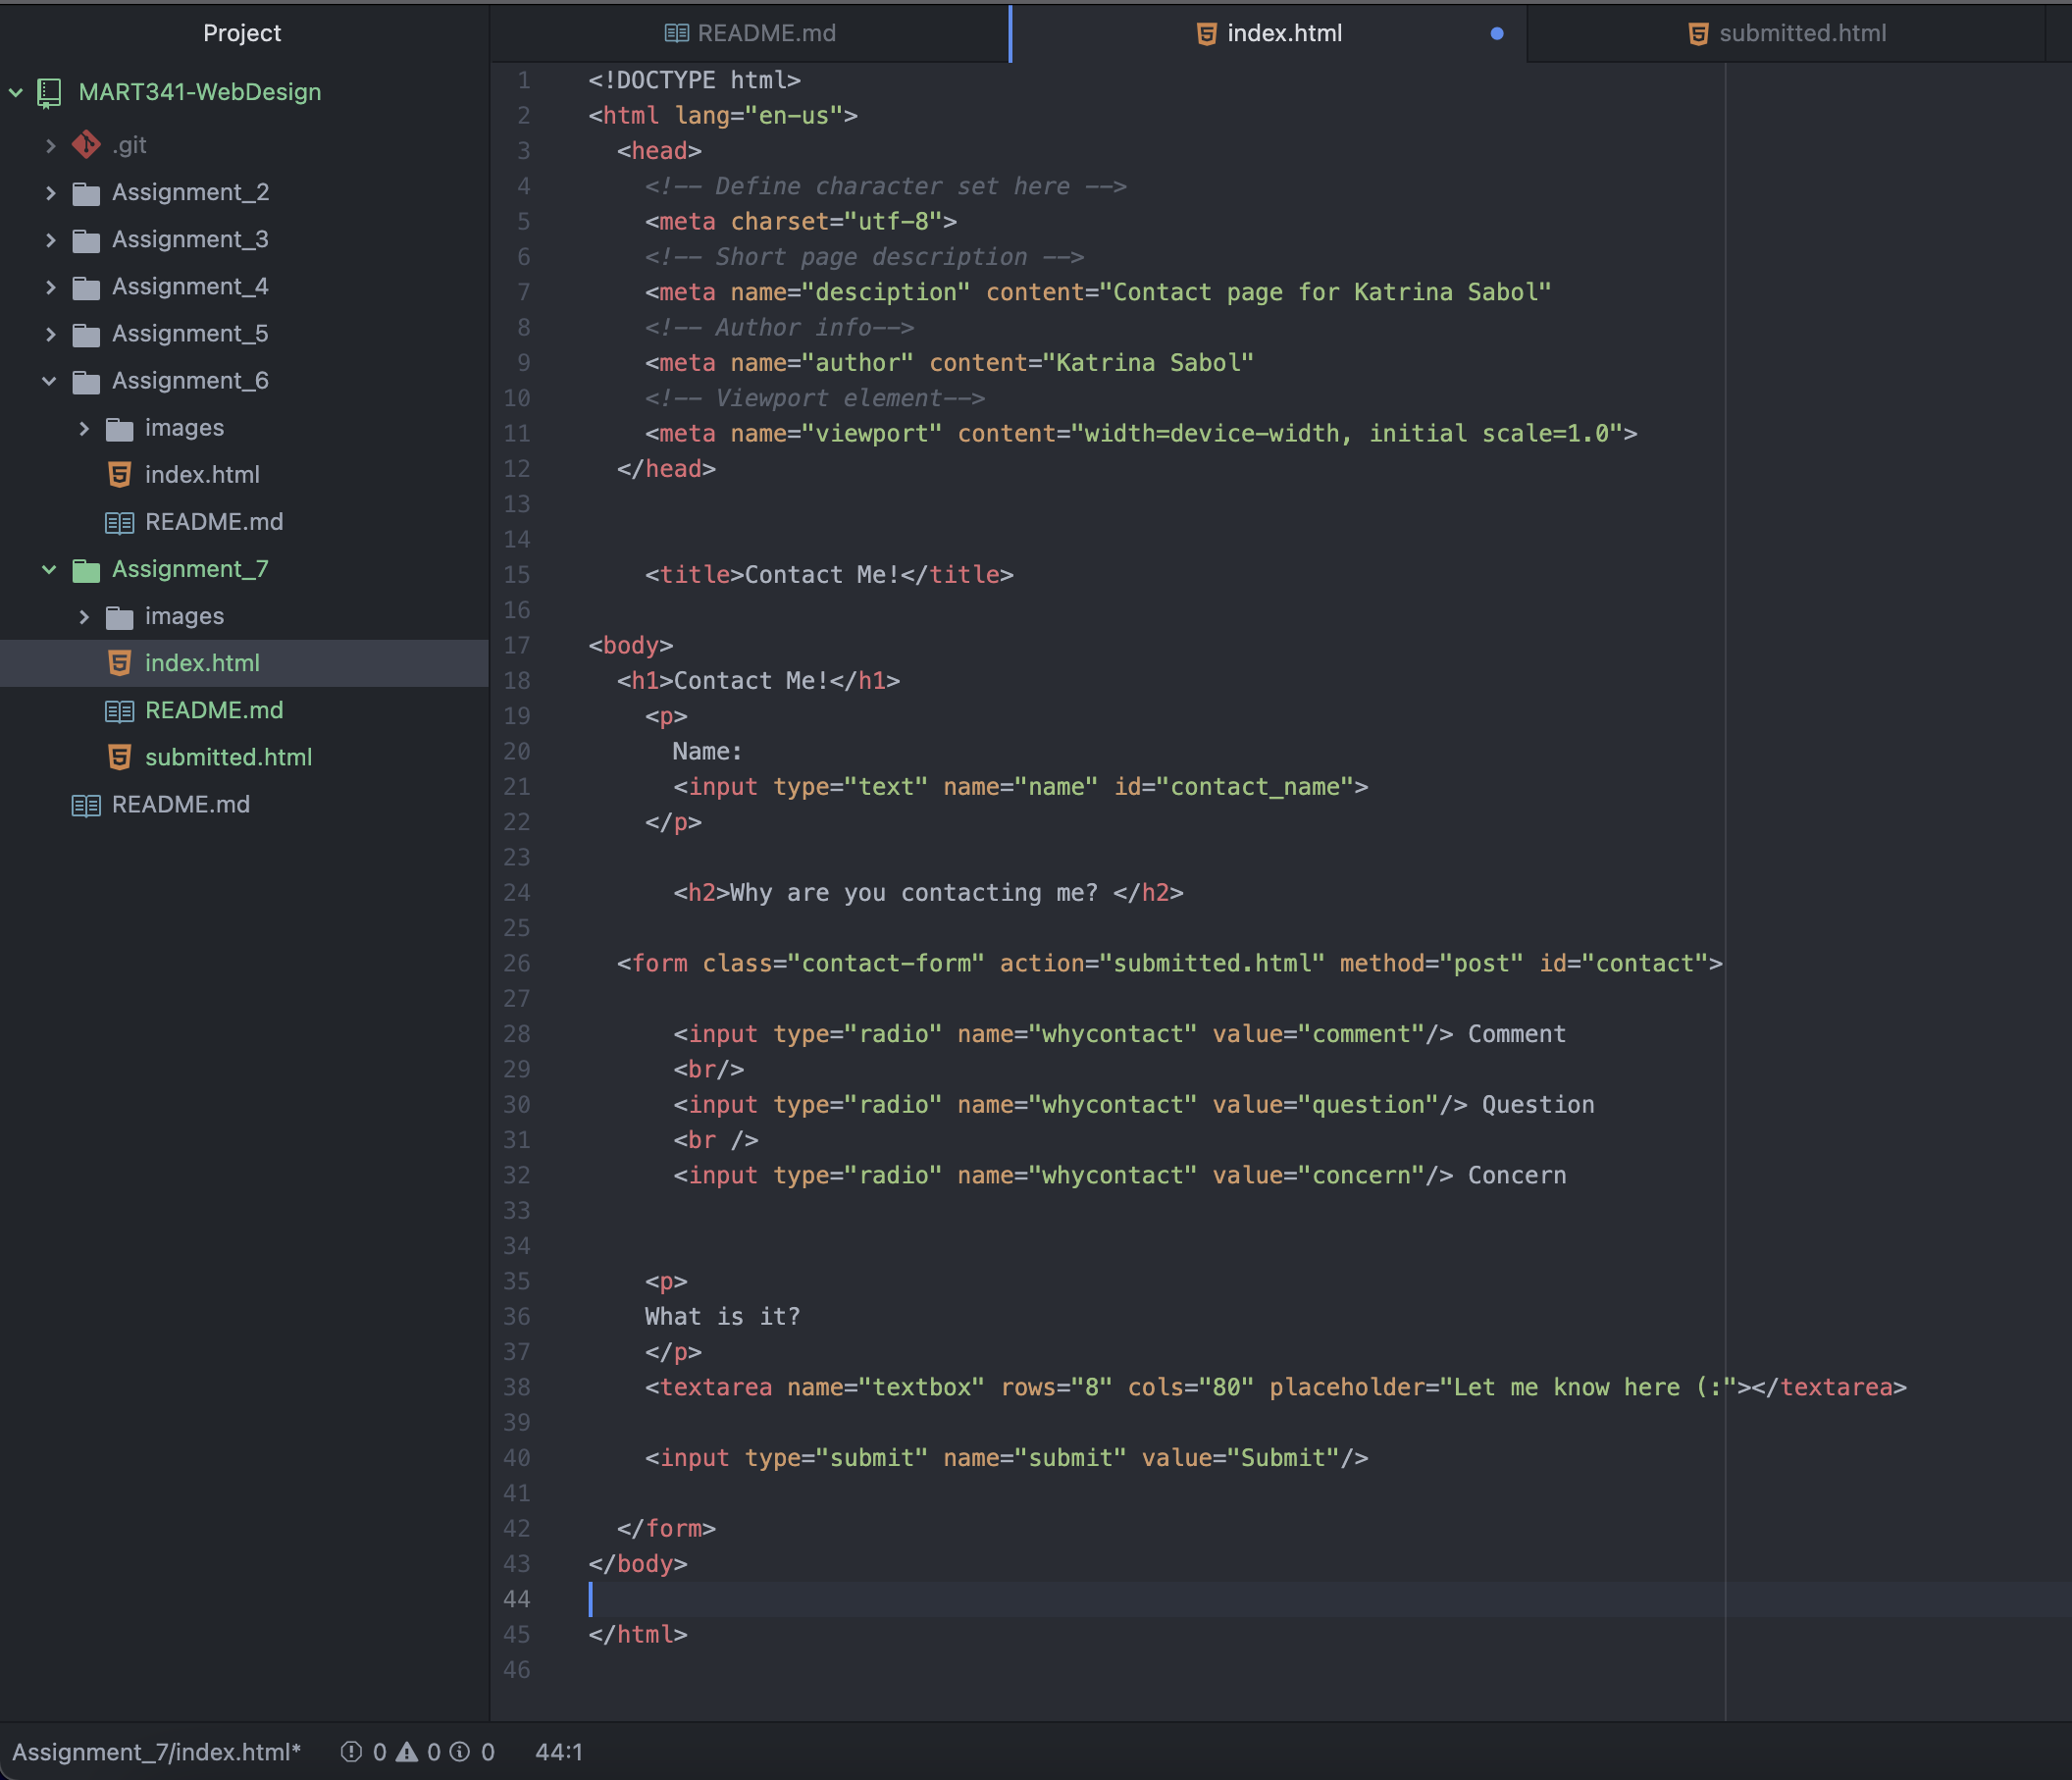 Project
README.md
index.html
submitted.html
MART341-WebDesign
.git
Assignment_2
Assignment_3
Assignment_4
Assignment_5
Assignment_6
images
index.html
README.md
Assignment_7
images
index.html
README.md
submitted.html
README.md
1 <!DOCTYPE html>
2 <html lang="en-us">
3 <head>
4 <!-- Define character set here -->
5 <meta charset="utf-8">
6 <!-- Short page description -->
7 <meta name="desciption" content="Contact page for Katrina Sabol"
8 <!-- Author info-->
9 <meta name="author" content="Katrina Sabol"
10 <!-- Viewport element-->
11 <meta name="viewport" content="width=device-width, initial scale=1.0">
12 </head>
13
14
15 <title>Contact Me!</title>
16
17 <body>
18 <h1>Contact Me!</h1>
19 <p>
20 Name:
21 <input type="text" name="name" id="contact_name">
22 </p>
23
24 <h2>Why are you contacting me? </h2>
25
26 <form class="contact-form" action="submitted.html" method="post" id="contact">
27
28 <input type="radio" name="whycontact" value="comment"/> Comment
29 <br/>
30 <input type="radio" name="whycontact" value="question"/> Question
31 <br />
32 <input type="radio" name="whycontact" value="concern"/> Concern
33
34
35 <p>
36 What is it?
37 </p>
38 <textarea name="textbox" rows="8" cols="80" placeholder="Let me know here (:"></textarea>
39
40 <input type="submit" name="submit" value="Submit"/>
41
42 </form>
43 </body>
44
45 </html>
46
Assignment_7/index.html* 0 0 0 44:1